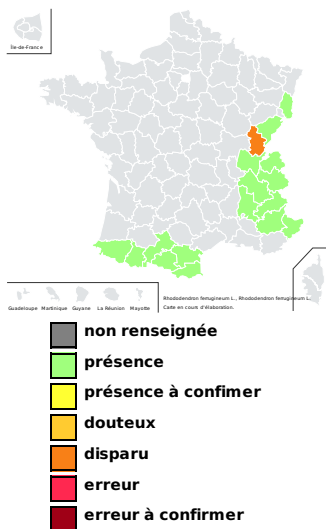 Île-de-France
Guadeloupe Martinique Guyane La Réunion Mayotte
Rhododendron ferrugineum L., Rhododendron ferrugineum L.,
Carte en cours d'élaboration.
non renseignée
présence
présence à confimer
douteux
disparu
erreur
erreur à confirmer